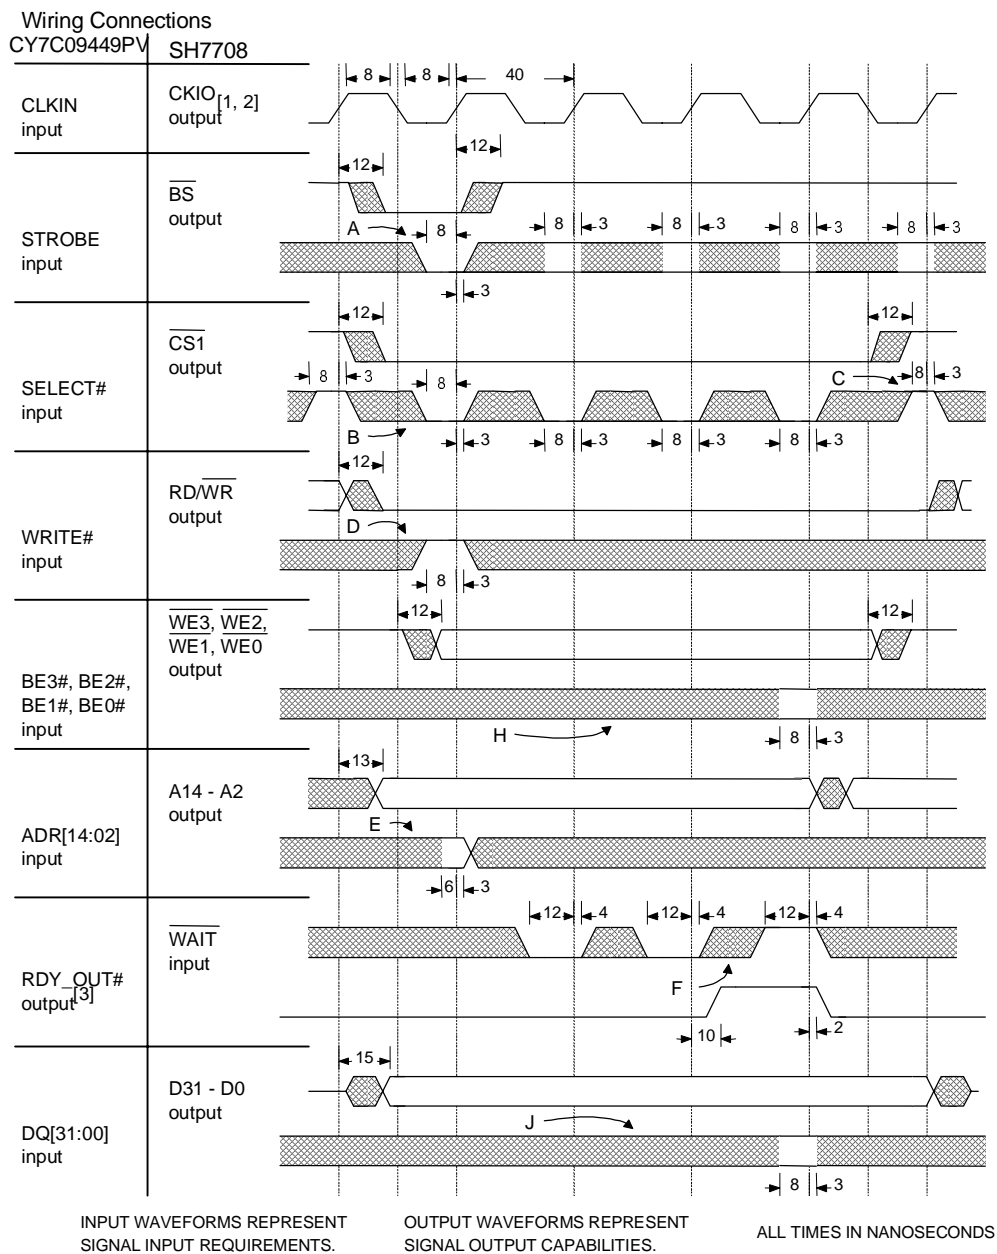 Wiring Connections
CY7C09449PV
SH7708
8
8
40
CLKIN
input
CKIO[1, 2]
output
12
12
BS
output
A
8
8
3
8
3
8
3
8
3
STROBE
input
3
12
12
CS1
output
C
8
3
8
8
3
SELECT#
input
B
3
8
3
8
3
8
3
12
RD/WR
output
D
WRITE#
input
8
3
12
12
WE3, WE2,
WE1, WE0
output
BE3#, BE2#,
BE1#, BE0#
input
H
8
3
13
A14 - A2
output
E
ADR[14:02]
input
6
3
12
4
12
4
12
4
WAIT
input
RDY_OUT#
output[3]
F
10
2
15
D31 - D0
output
J
DQ[31:00]
input
8
3
INPUT WAVEFORMS REPRESENT
SIGNAL INPUT REQUIREMENTS.
OUTPUT WAVEFORMS REPRESENT
SIGNAL OUTPUT CAPABILITIES.
ALL TIMES IN NANOSECONDS